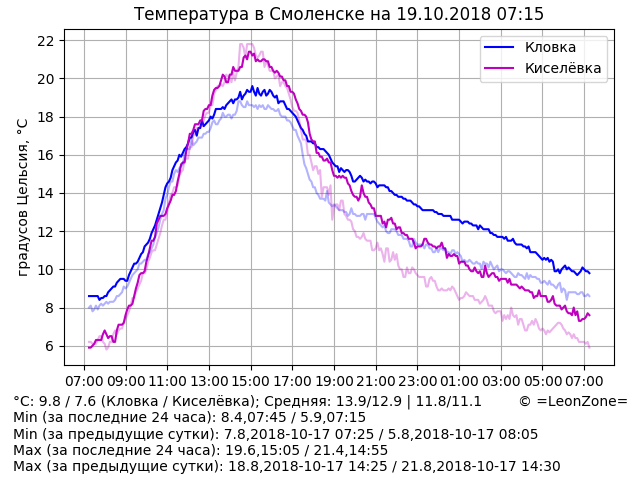 Температура в Смоленске на 19.10.2018 07:15
градусов Цельсия, °C
22
20
18
16
14
12
10
8
6
Кловка
Киселёвка
07:00 09:00 11:00 13:00 15:00 17:00 19:00 21:00 23:00 01:00 03:00 05:00 07:00
°C: 9.8 / 7.6 (Кловка / Киселёвка); Средняя: 13.9/12.9 | 11.8/11.1 © =LeonZone=
Min (за последние 24 часа): 8.4,07:45 / 5.9,07:15
Min (за предыдущие сутки): 7.8,2018-10-17 07:25 / 5.8,2018-10-17 08:05
Max (за последние 24 часа): 19.6,15:05 / 21.4,14:55
Max (за предыдущие сутки): 18.8,2018-10-17 14:25 / 21.8,2018-10-17 14:30